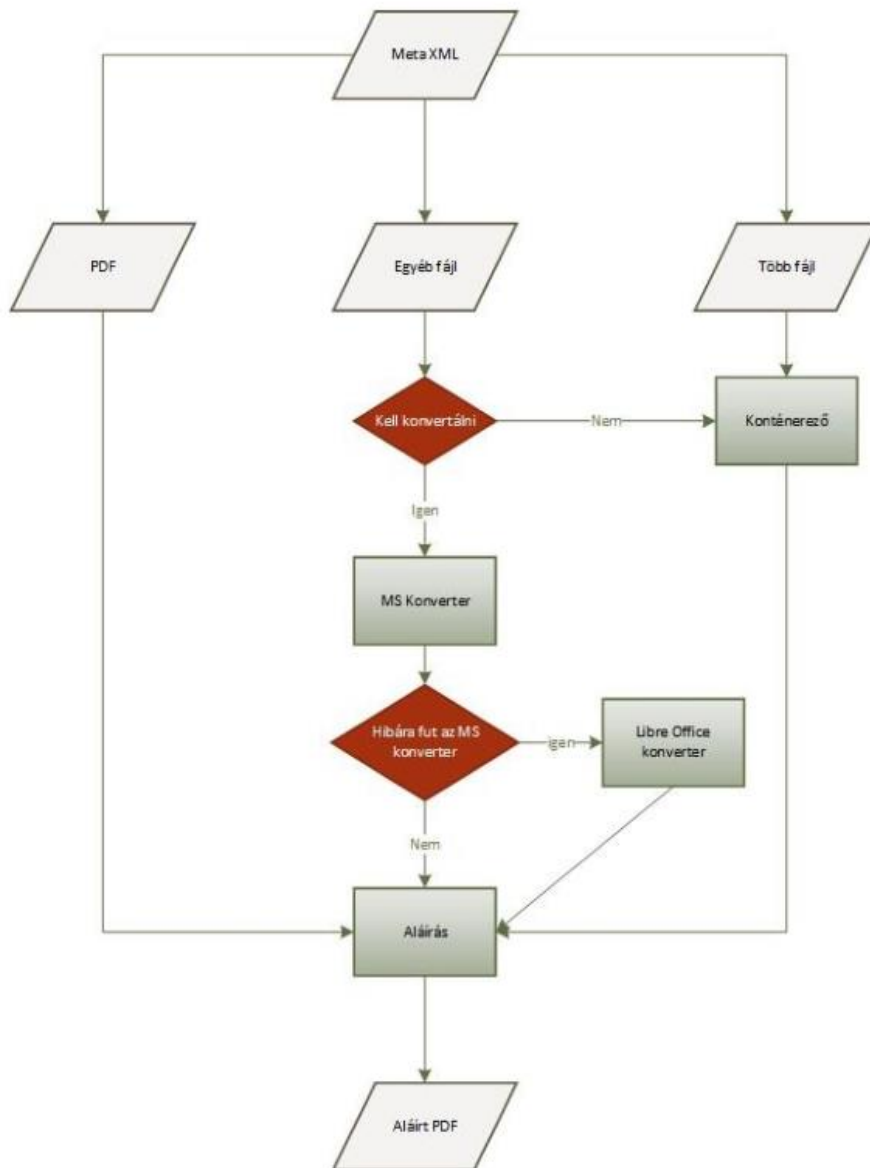 Meta XML
PDF
Egyéb fájl
Több fájl
Kell konvertálni
Nem
Konténerező
Igen
MS Konverter
Hibára fut az MS
konverter
Igen
Libre Office
konverter
Nem
Aláírás
Aláírt PDF